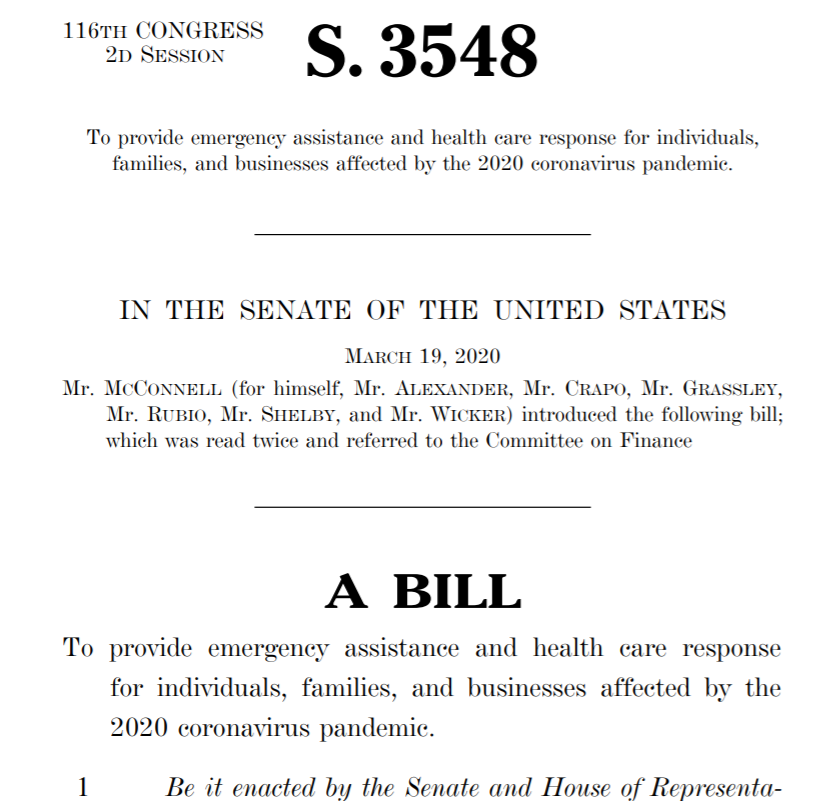 116TH CONGRESS
2D SESSION
S. 3548
To provide emergency assistance and health care response for individuals,
families, and businesses affected by the 2020 coronavirus pandemic.
IN THE SENATE OF THE UNITED STATES
MARCH 19, 2020
Mr. MCCONNELL (for himself, Mr. ALEXANDER, Mr. CRAPO, Mr. GRASSLEY,
Mr. RUBIO, Mr. SHELBY, and Mr. WICKER) introduced the following bill;
which was read twice and referred to the Committee on Finance
A BILL
To provide emergency assistance and health care response
for individuals, families, and businesses affected by the
2020 coronavirus pandemic.
1 Be it enacted by the Senate and House of Representa-